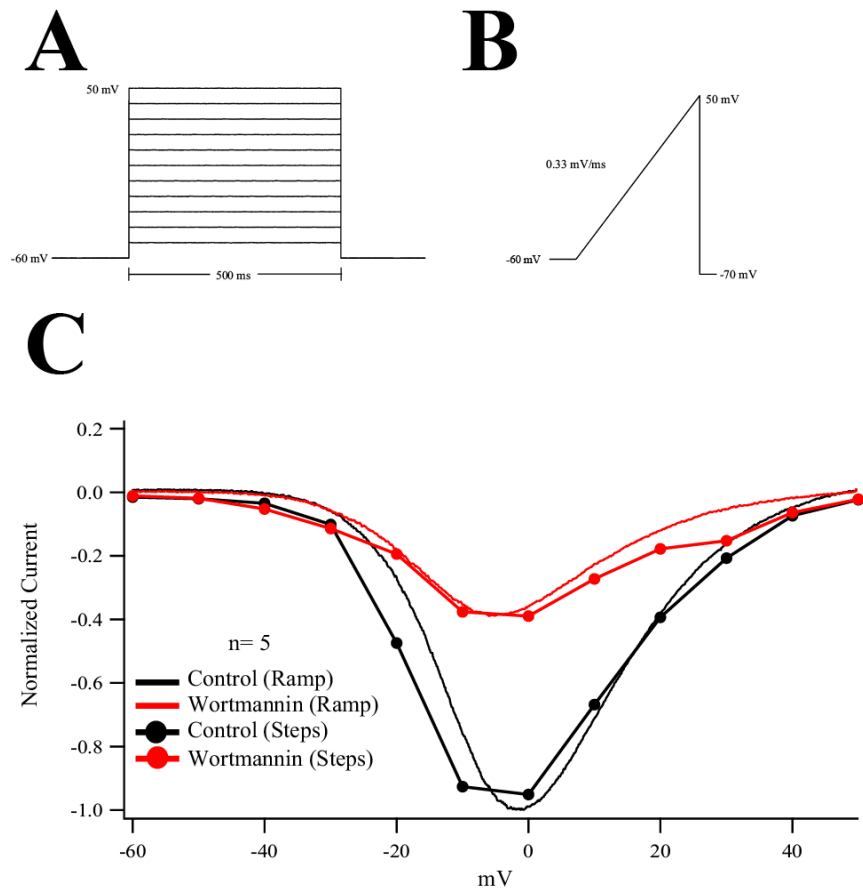 A
B
50 mV
50 mV
0.33 mV/ms
-60 mV
-60 mV
500 ms
-70 mV
C
0.2
0.0
-0.2
-0.4
-0.6
-0.8
-1.0
Normalized Current
n= 5
Control (Ramp)
Wortmannin (Ramp)
Control (Steps)
Wortmannin (Steps)
-60
-40
-20
0
20
40
mV